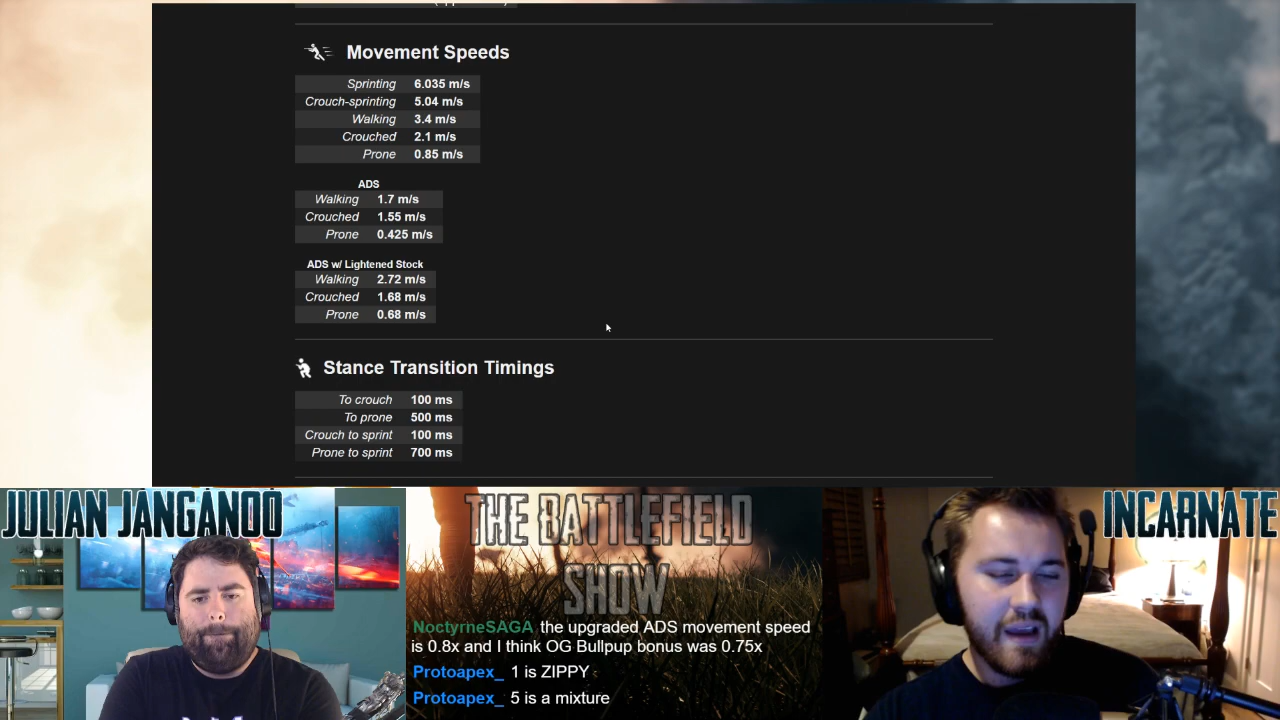 Movement Speeds
Sprinting 6.035 m/s
Crouch-sprinting 5.04 m/s
Walking 3.4 m/s
Crouched 2.1 m/s
Prone 0.85 m/s
ADS
Walking 1.7 m/s
Crouched 1.55 m/s
Prone 0.425 m/s
ADS w/ Lightened Stock
Walking 2.72 m/s
Crouched 1.68 m/s
Prone 0.68 m/s
Stance Transition Timings
To crouch 100 ms
To prone 500 ms
Crouch to sprint 100 ms
Prone to sprint 700 ms
JULIAN JANGANOO
THE BATTLEFIELD
SHOW
INCARNATE
NoctyrneSAGA the upgraded ADS movement speed
is 0.8x and I think OG Bullpup bonus was 0.75x
Protoapex_ 1 is ZIPPY
Protoapex_ 5 is a mixture